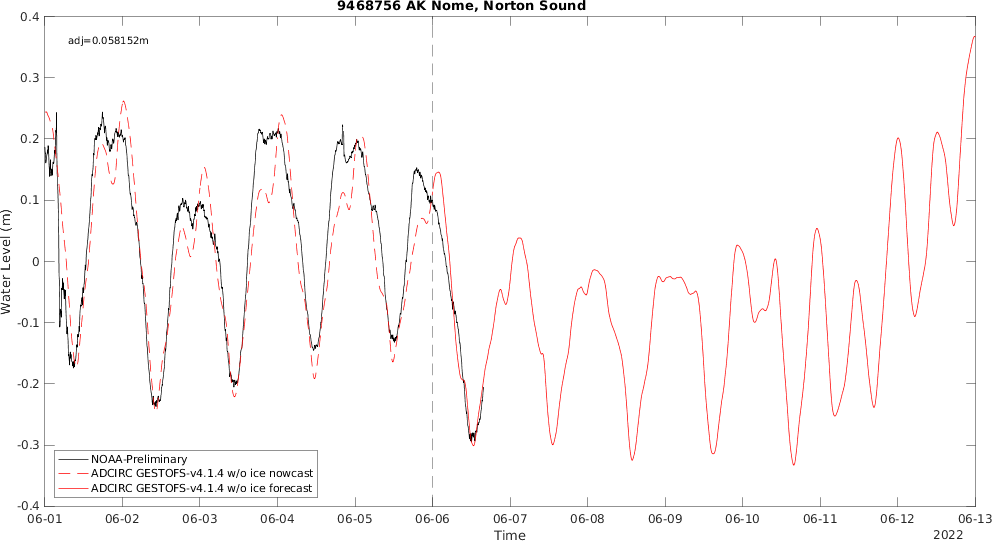 9468756 AK Nome, Norton Sound
adj=0.058152m
0.4
0.3
0.2
0.1
0
-0.1
-0.2
-0.3
-0.4
Water Level (m)
NOAA-Preliminary
ADCIRC GESTOFS-v4.1.4 w/o ice nowcast
ADCIRC GESTOFS-v4.1.4 w/o ice forecast
06-01 06-02 06-03 06-04 06-05 06-06 06-07 06-08 06-09 06-10 06-11 06-12 06-13
Time
2022